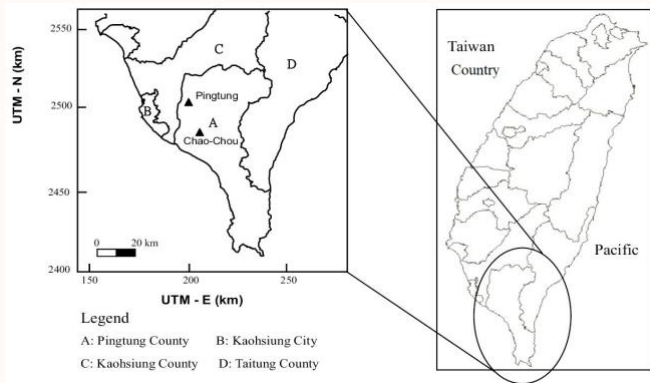 2550
2500
2450
2400
UTM - N (km)
C
D
Pingtung
B
A
Chao-Chou
0 20 km
150 200 250
UTM - E (km)
Legend
A: Pingtung County B: Kaohsiung City
C: Kaohsiung County D: Taitung County
Taiwan
Country
Pacific